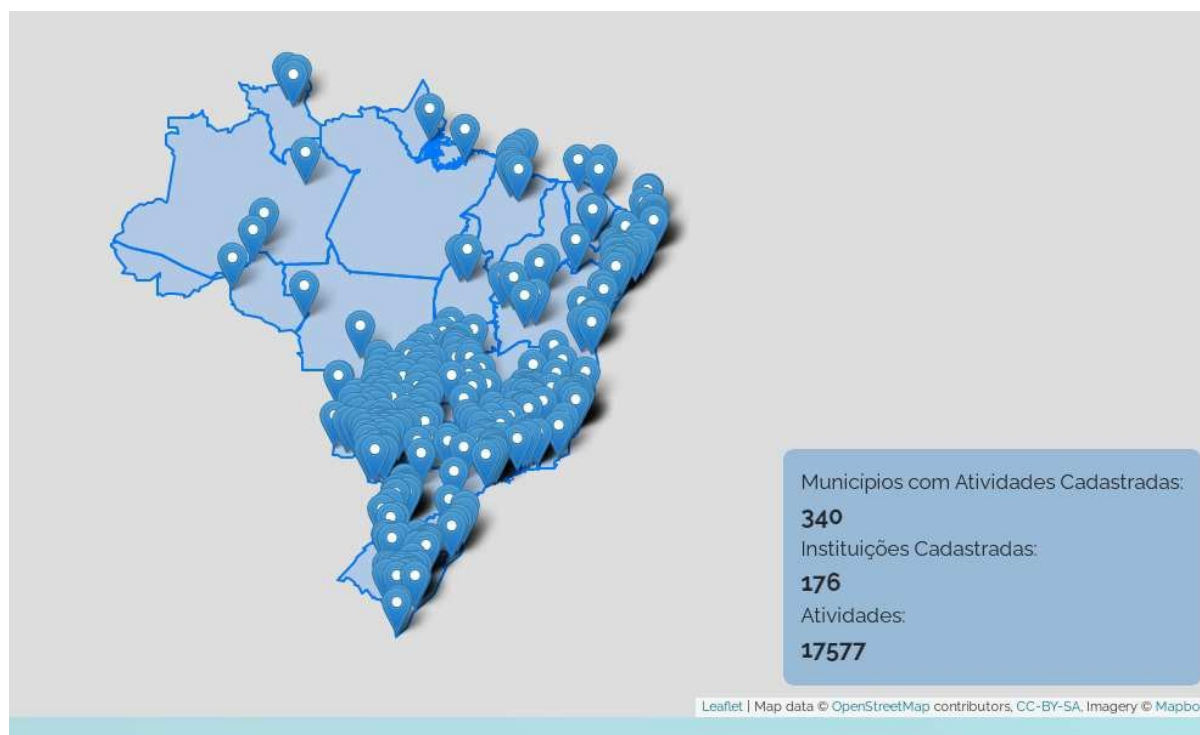 Municípios com Atividades Cadastradas:
340
Instituições Cadastradas:
176
Atividades:
17577
Leaflet | Map data © OpenStreetMap contributors, CC-BY-SA, Imagery © Mapbo